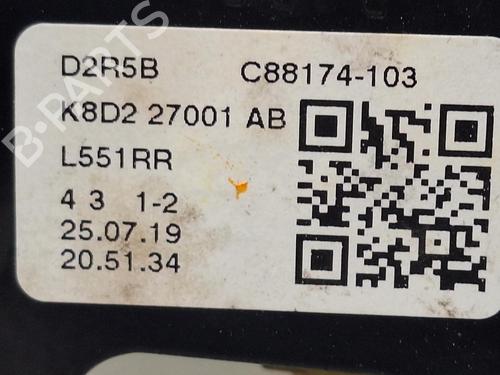 D2R5B C88174-103
K8D2 27001 AB
L551RR
4 3 1-2
25.07.19
20.51.34
B-PARTS